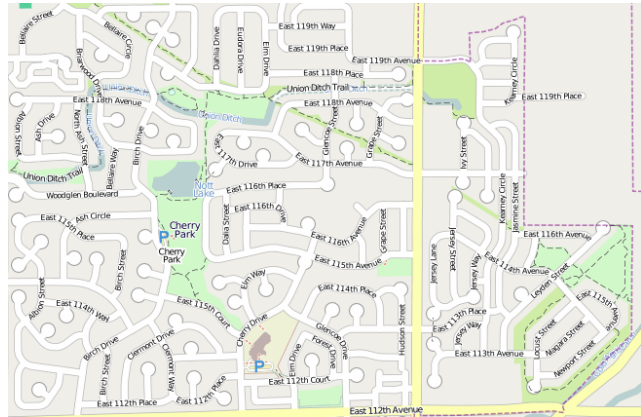 Bellaire Street
Bellaire Circle
Dahlia Drive
Eudora Drive
Elm Drive
East 119th Way
East 119th Place
East 119th Avenue
Briarwood Drive
East 118th Place
Union Ditch Trail
Kearney Circle
East 119th Place
East 118th Avenue
East 118th Avenue
Union Ditch
Albion Street
Ash Drive
North Ash Street
Birch Drive
Glencoe Street
Grape Street
Ivy Street
Bellaire Way
East
117th Drive
East 117th Avenue
Union Ditch Trail
Nott
Lake
Woodglen Boulevard
East 116th Place
Kearney Circle
Jasmine Street
Ash Circle
East 115th Place
Cherry
Park
Dalia Street
East 116th Drive
East 116th Avenue
Grape Street
Jersey Lane
Jersey Street
Jersey Way
East 116th Avenue
East 114th Avenue
P
Cherry
Park
Birch Street
East 115th Avenue
Leyden Street
Elm Way
East 114th Place
East 115th Avenue
Albion Street
East 114th Way
East 115th Court
Cherry Drive
Glencoe Drive
Hudson Street
East 113th Place
Jersey Way
Birch Drive
Clermont Drive
Clermont Way
Forest Drive
Elm Drive
East 113th Avenue
Locust Street
Niagara Street
Newport Street
P
Birch Street
East 112th Place
East 112th Place
East 112th Court
East 112th Avenue